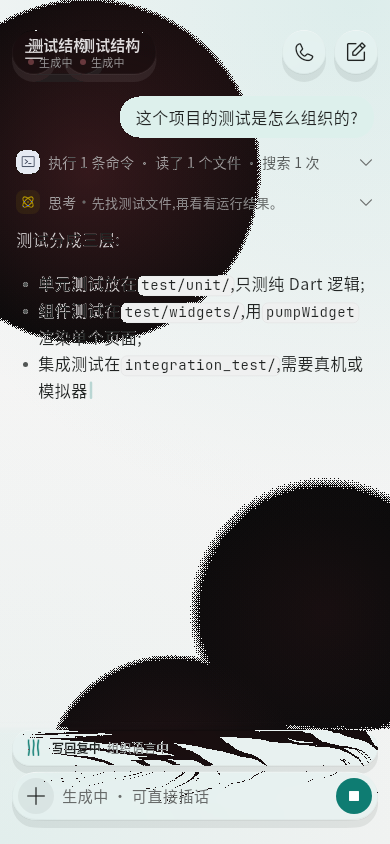 测试结构
生成中
这个项目的测试是怎么组织的?
执行 1 条命令 · 读了 1 个文件 · 搜索 1 次
思考 · 先找测试文件,再看看运行结果。
测试分成三层:
单元测试放在 test/unit/,只测纯 Dart 逻辑;
组件测试在 test/widgets/,用 pumpWidget
渲染单个页面;
集成测试在 integration_test/,需要真机或
模拟器
写回复中
生成中 · 可直接插话